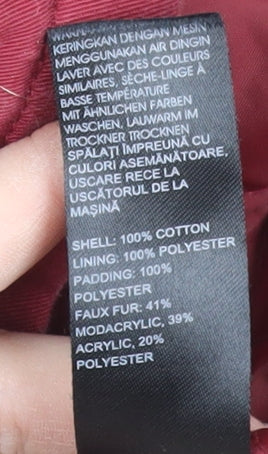 KERINGKAN DENGAN MESIN
MENGGUNAKAN AIR DINGIN
LAVER AVEC DES COULEURS
SIMILAIRES, SÈCHE-LINGE À
BASSE TEMPÉRATURE
MIT ÄHNLICHEN FARBEN
WASCHEN, LAUWARM IM
TROCKNER TROCKNEN
SPĂLAȚI ÎMPREUNĂ CU
CULORI ASEMĂNĂTOARE,
USCARE RECE LA
USCĂTORUL DE LA
MAȘINĂ
SHELL: 100% COTTON
LINING: 100% POLYESTER
PADDING: 100%
POLYESTER
FAUX FUR: 41%
MODACRYLIC, 39%
ACRYLIC, 20%
POLYESTER